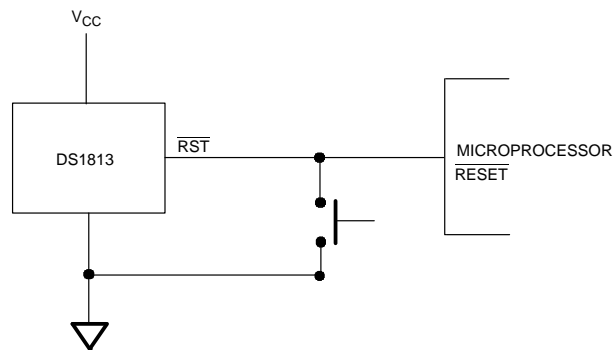 VCC
DS1813
RST
MICROPROCESSOR
RESET